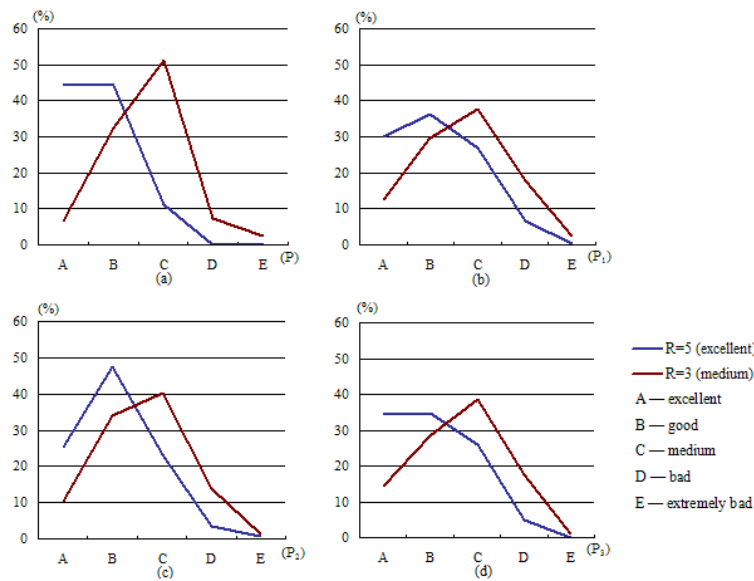 (%)
60
50
40
30
20
10
0
A B C D E (P)
(a)
(%)
60
50
40
30
20
10
0
A B C D E (P1)
(b)
(%)
60
50
40
30
20
10
0
A B C D E (P2)
(c)
(%)
60
50
40
30
20
10
0
A B C D E (P3)
(d)
R=5 (excellent)
R=3 (medium)
A — excellent
B — good
C — medium
D — bad
E — extremely bad